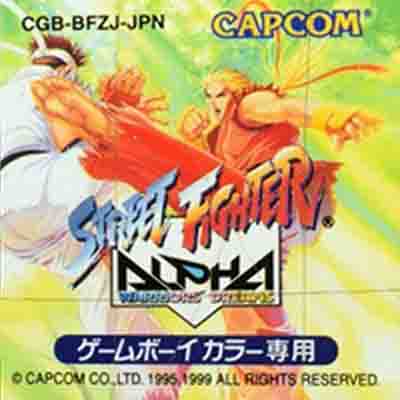 CGB-BFZJ-JPN
CAPCOM
STREET FIGHTER®
ALPHA
WARRIORS' DREAMS
ゲームボーイカラー専用
© CAPCOM CO.,LTD. 1995,1999 ALL RIGHTS RESERVED.